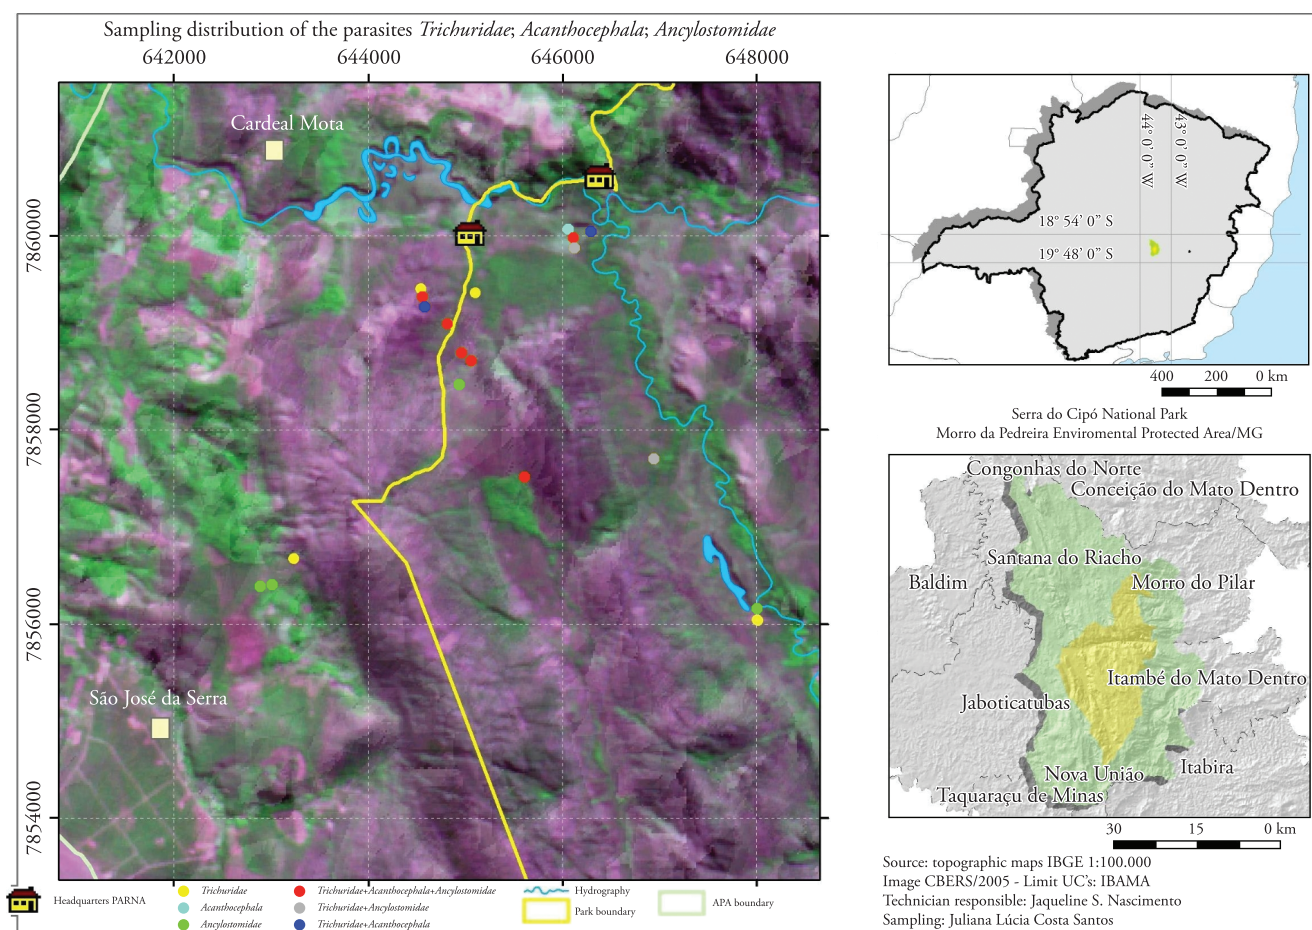 Sampling distribution of the parasites Trichuridae; Acanthocephala; Ancylostomidae
642000 644000 646000 648000
Cardeal Mota
7860000
7858000
7856000
São José da Serra
7854000
Headquarters PARNA
Trichuridae
Acanthocephala
Ancylostomidae
Trichuridae+Acanthocephala+Ancylostomidae
Trichuridae+Ancylostomidae
Trichuridae+Acanthocephala
Hydrography
Park boundary
APA boundary
44° 0' 0" W
43° 0' 0" W
18° 54' 0" S
19° 48' 0" S
400 200 0 km
Serra do Cipó National Park
Morro da Pedreira Enviromental Protected Area/MG
Congonhas do Norte
Conceição do Mato Dentro
Santana do Riacho
Baldim
Morro do Pilar
Itambé do Mato Dentro
Jaboticatubas
Itabira
Nova União
Taquaraçu de Minas
30 15 0 km
Source: topographic maps IBGE 1:100.000
Image CBERS/2005 - Limit UC's: IBAMA
Technician responsible: Jaqueline S. Nascimento
Sampling: Juliana Lúcia Costa Santos